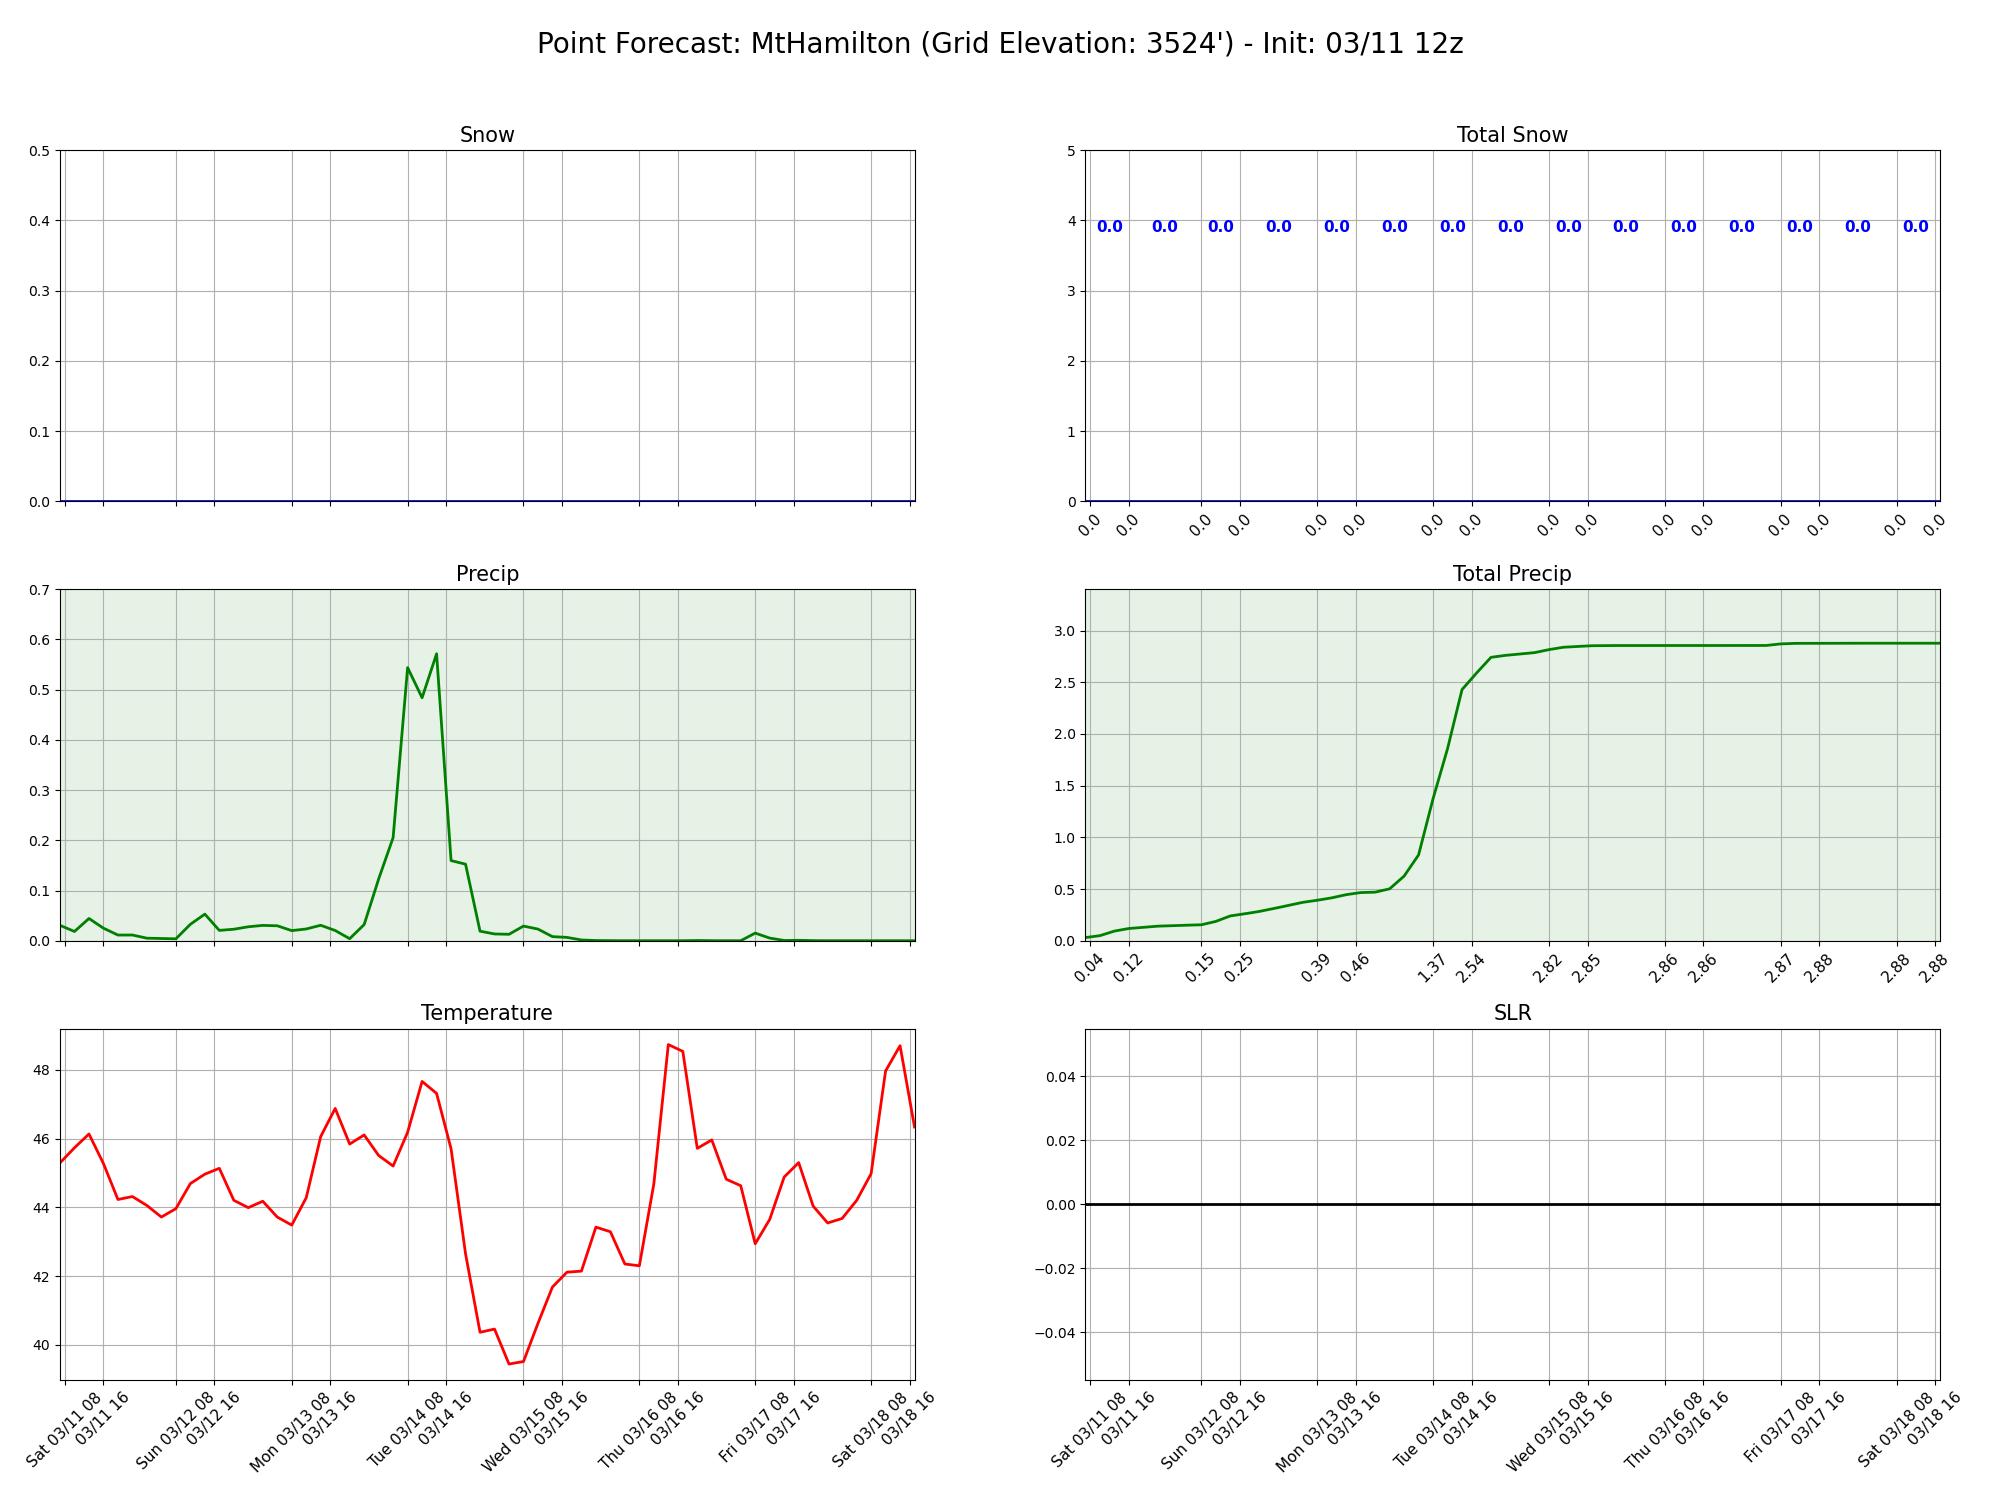 Point Forecast: MtHamilton (Grid Elevation: 3524') - Init: 03/11 12z
Snow
0.5
0.4
0.3
0.2
0.1
0.0
Total Snow
5
4
3
2
1
0
0.0 0.0 0.0 0.0 0.0 0.0 0.0 0.0 0.0 0.0 0.0 0.0 0.0 0.0 0.0
0.0 0.0 0.0 0.0 0.0 0.0 0.0 0.0 0.0 0.0 0.0 0.0 0.0 0.0 0.0 0.0
Precip
0.7
0.6
0.5
0.4
0.3
0.2
0.1
0.0
Total Precip
3.0
2.5
2.0
1.5
1.0
0.5
0.0
0.04 0.12 0.15 0.25 0.39 0.46 1.37 2.54 2.82 2.85 2.86 2.86 2.87 2.88 2.88 2.88
Temperature
48
46
44
42
40
Sat 03/11 08
03/11 16
Sun 03/12 08
03/12 16
Mon 03/13 08
03/13 16
Tue 03/14 08
03/14 16
Wed 03/15 08
03/15 16
Thu 03/16 08
03/16 16
Fri 03/17 08
03/17 16
Sat 03/18 08
03/18 16
SLR
0.04
0.02
0.00
−0.02
−0.04
Sat 03/11 08
03/11 16
Sun 03/12 08
03/12 16
Mon 03/13 08
03/13 16
Tue 03/14 08
03/14 16
Wed 03/15 08
03/15 16
Thu 03/16 08
03/16 16
Fri 03/17 08
03/17 16
Sat 03/18 08
03/18 16